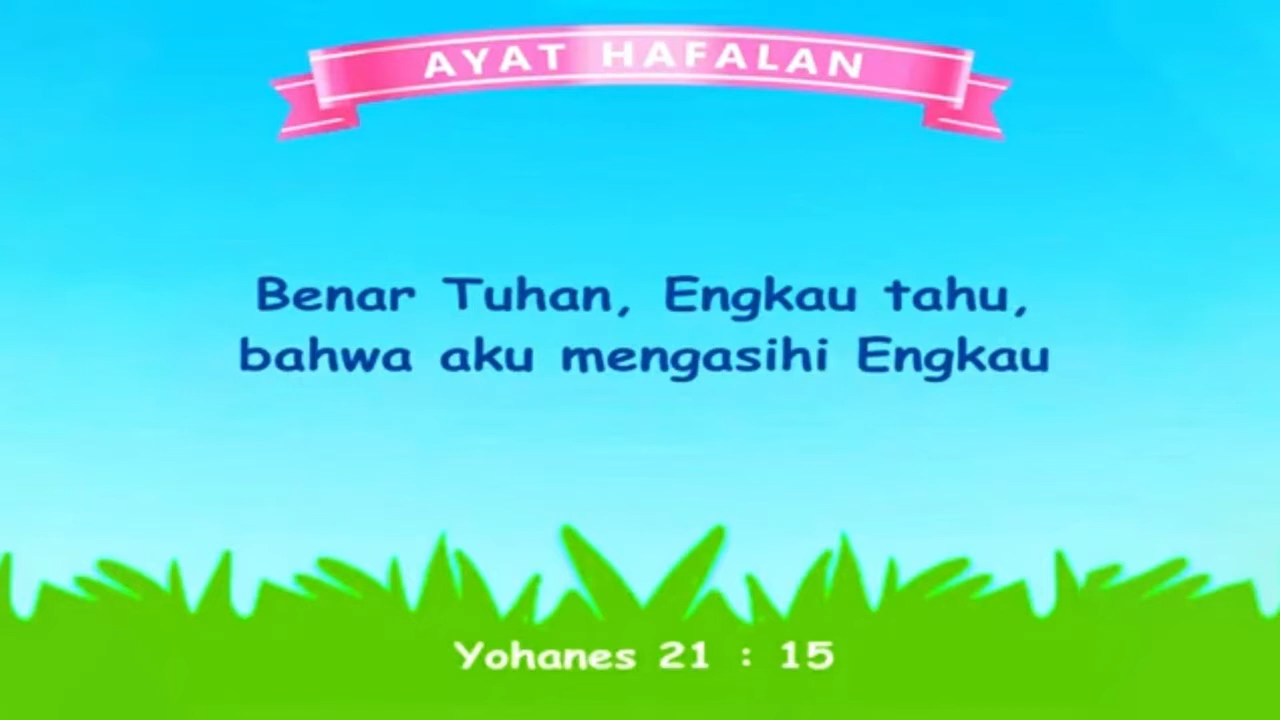 AYAT HAFALAN
Benar Tuhan, Engkau tahu,
bahwa aku mengasihi Engkau
Yohanes 21 : 15